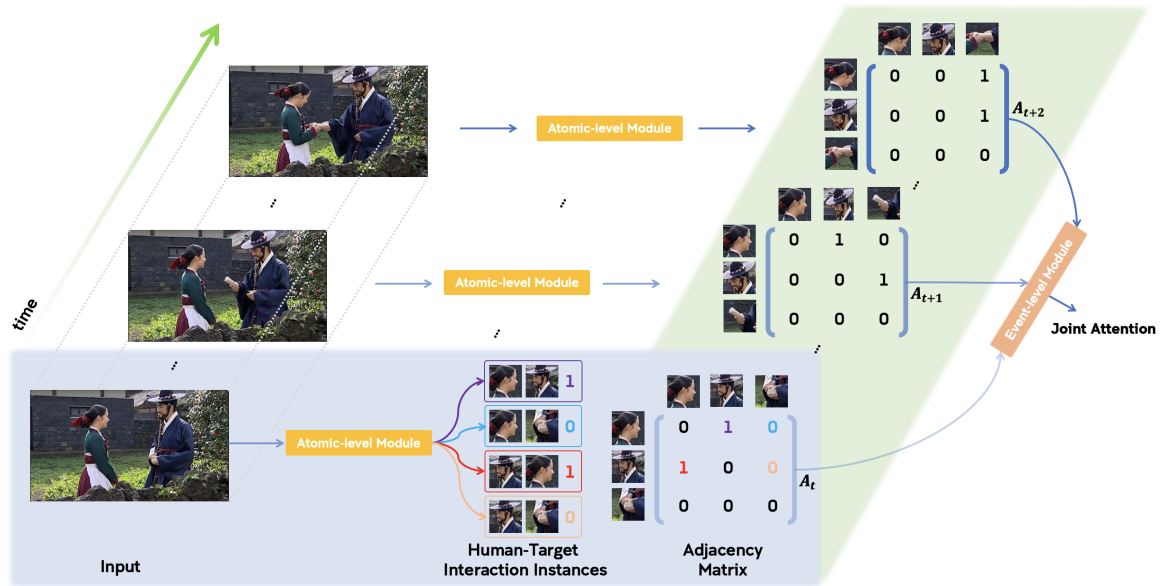 Atomic-level Module
0 0 1
0 0 1
0 0 0
A_{t+2}
time
Atomic-level Module
0 1 0
0 0 1
0 0 0
A_{t+1}
Event-level Module
Joint Attention
Atomic-level Module
1
0
1
0
0 1 0
1 0 0
0 0 0
A_t
Input
Human-Target
Interaction Instances
Adjacency
Matrix